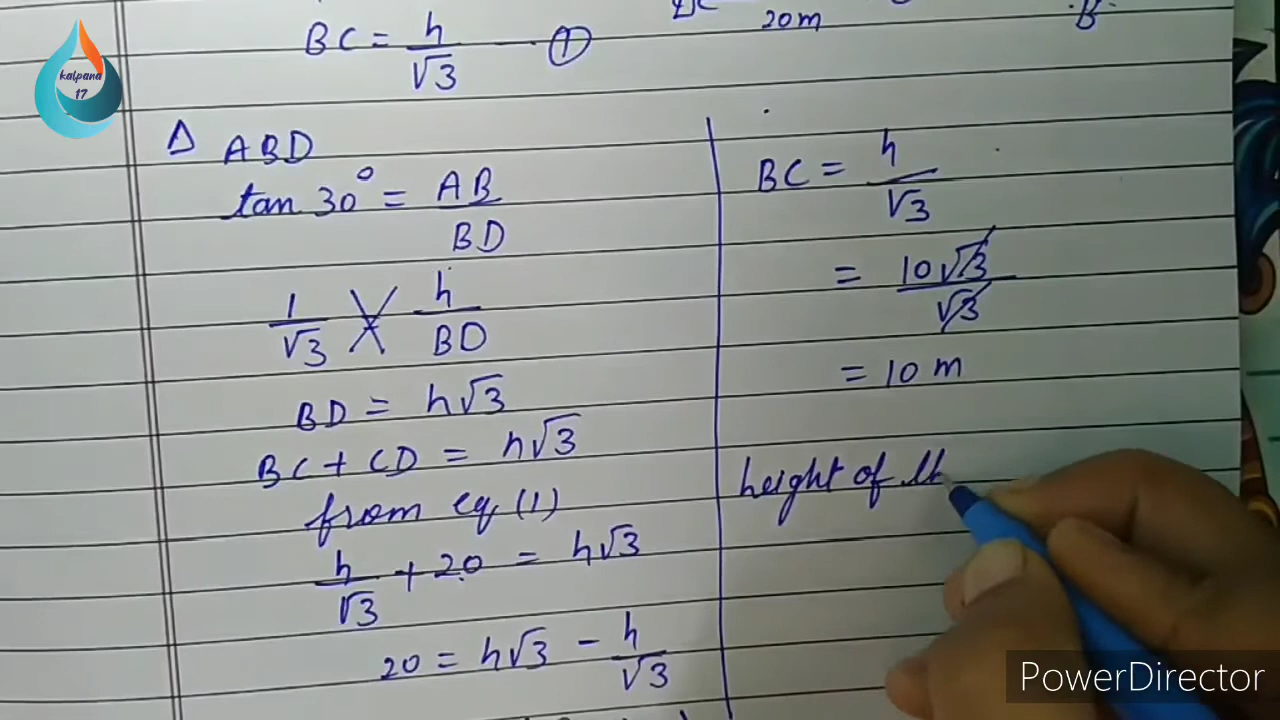 kalpana
17
BC = h/√3 — ①
20m
B
Δ ABD
tan 30° = AB/BD
1/√3 = h/BD
BD = h√3
BC + CD = h√3
from eq (1)
h/√3 + 20 = h√3
20 = h√3 - h/√3
BC = h/√3
= 10√3/√3
= 10 m
height of th
PowerDirector